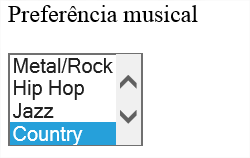 Preferência musical
Metal/Rock
Hip Hop
Jazz
Country